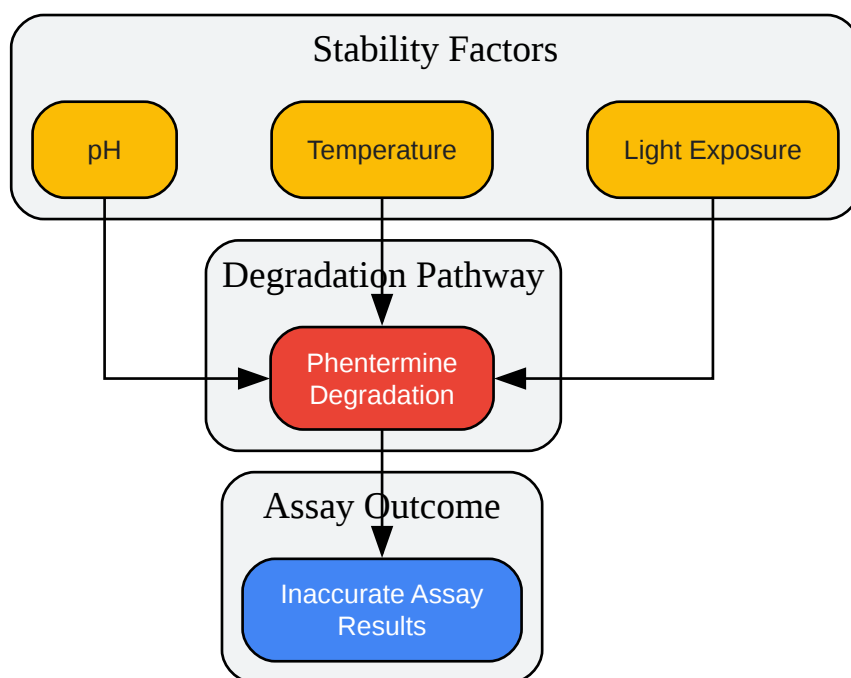 Stability Factors
pH
Temperature
Light Exposure
Degradation Pathway
Phentermine
Degradation
Assay Outcome
Inaccurate Assay
Results